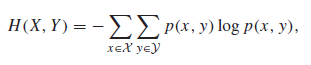 H(X, Y) = − ∑ ∑ p(x, y) log p(x, y),
x∈𝒳 y∈𝒴